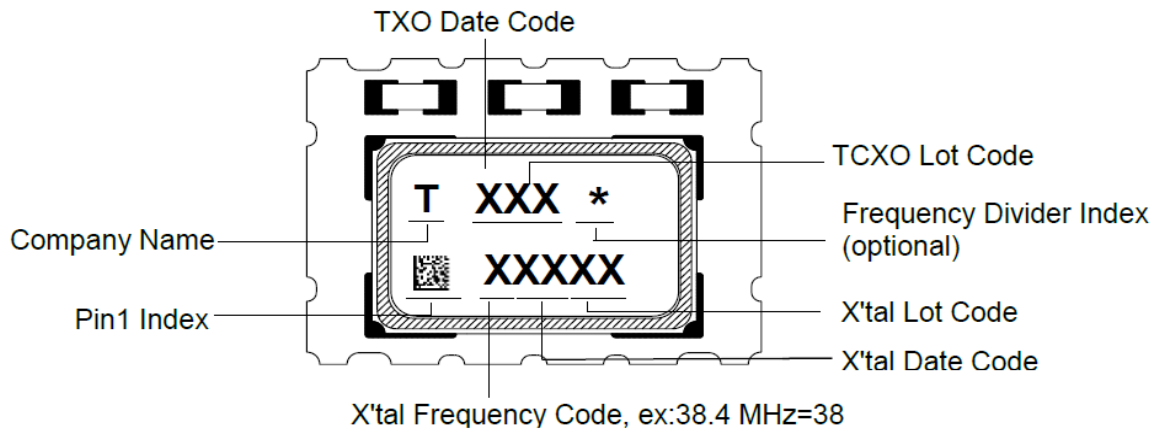 TXO Date Code
TCXO Lot Code
T XXX *
Frequency Divider Index
(optional)
Company Name
XXXXX
Pin1 Index
X'tal Lot Code
X'tal Date Code
X'tal Frequency Code, ex:38.4 MHz=38